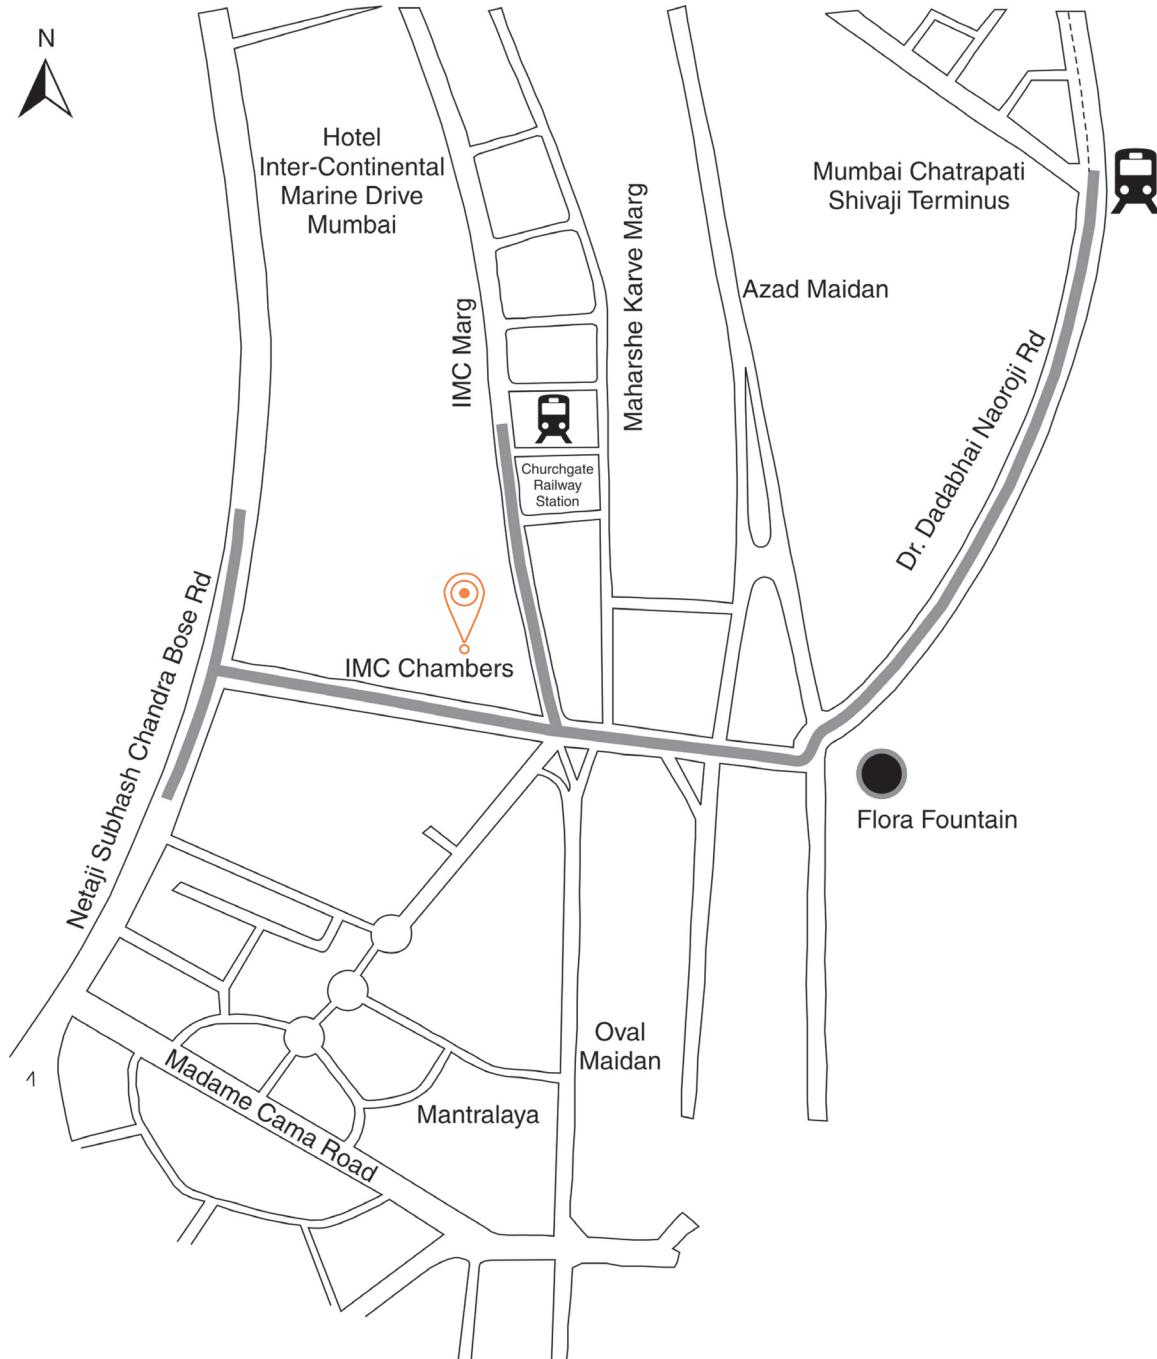 N
Hotel
Inter-Continental
Marine Drive
Mumbai
Mumbai Chatrapati
Shivaji Terminus
IMC Marg
Maharshe Karve Marg
Azad Maidan
Dr. Dadabhai Naoroji Rd
Churchgate
Railway
Station
Netaji Subhash Chandra Bose Rd
IMC Chambers
Flora Fountain
Oval
Maidan
Madame Cama Road
Mantralaya